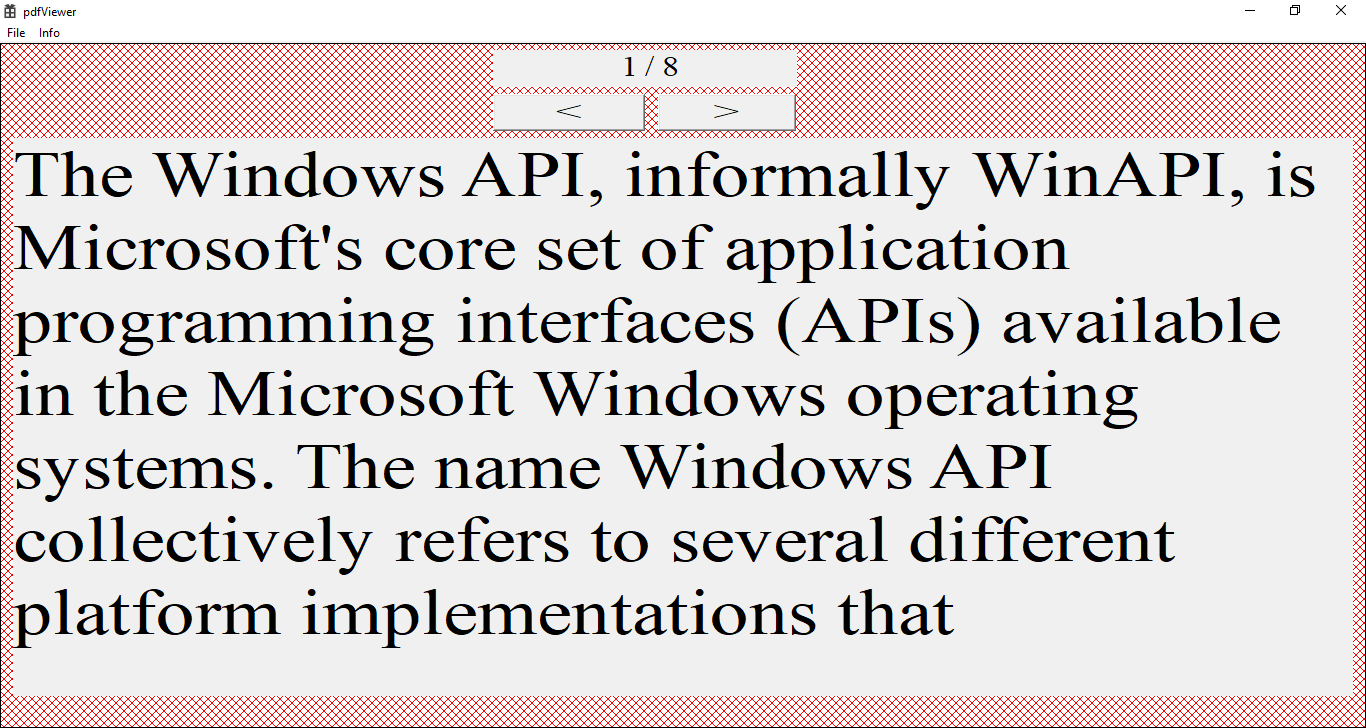 pdfViewer
File Info
1 / 8
< >
The Windows API, informally WinAPI, is
Microsoft's core set of application
programming interfaces (APIs) available
in the Microsoft Windows operating
systems. The name Windows API
collectively refers to several different
platform implementations that